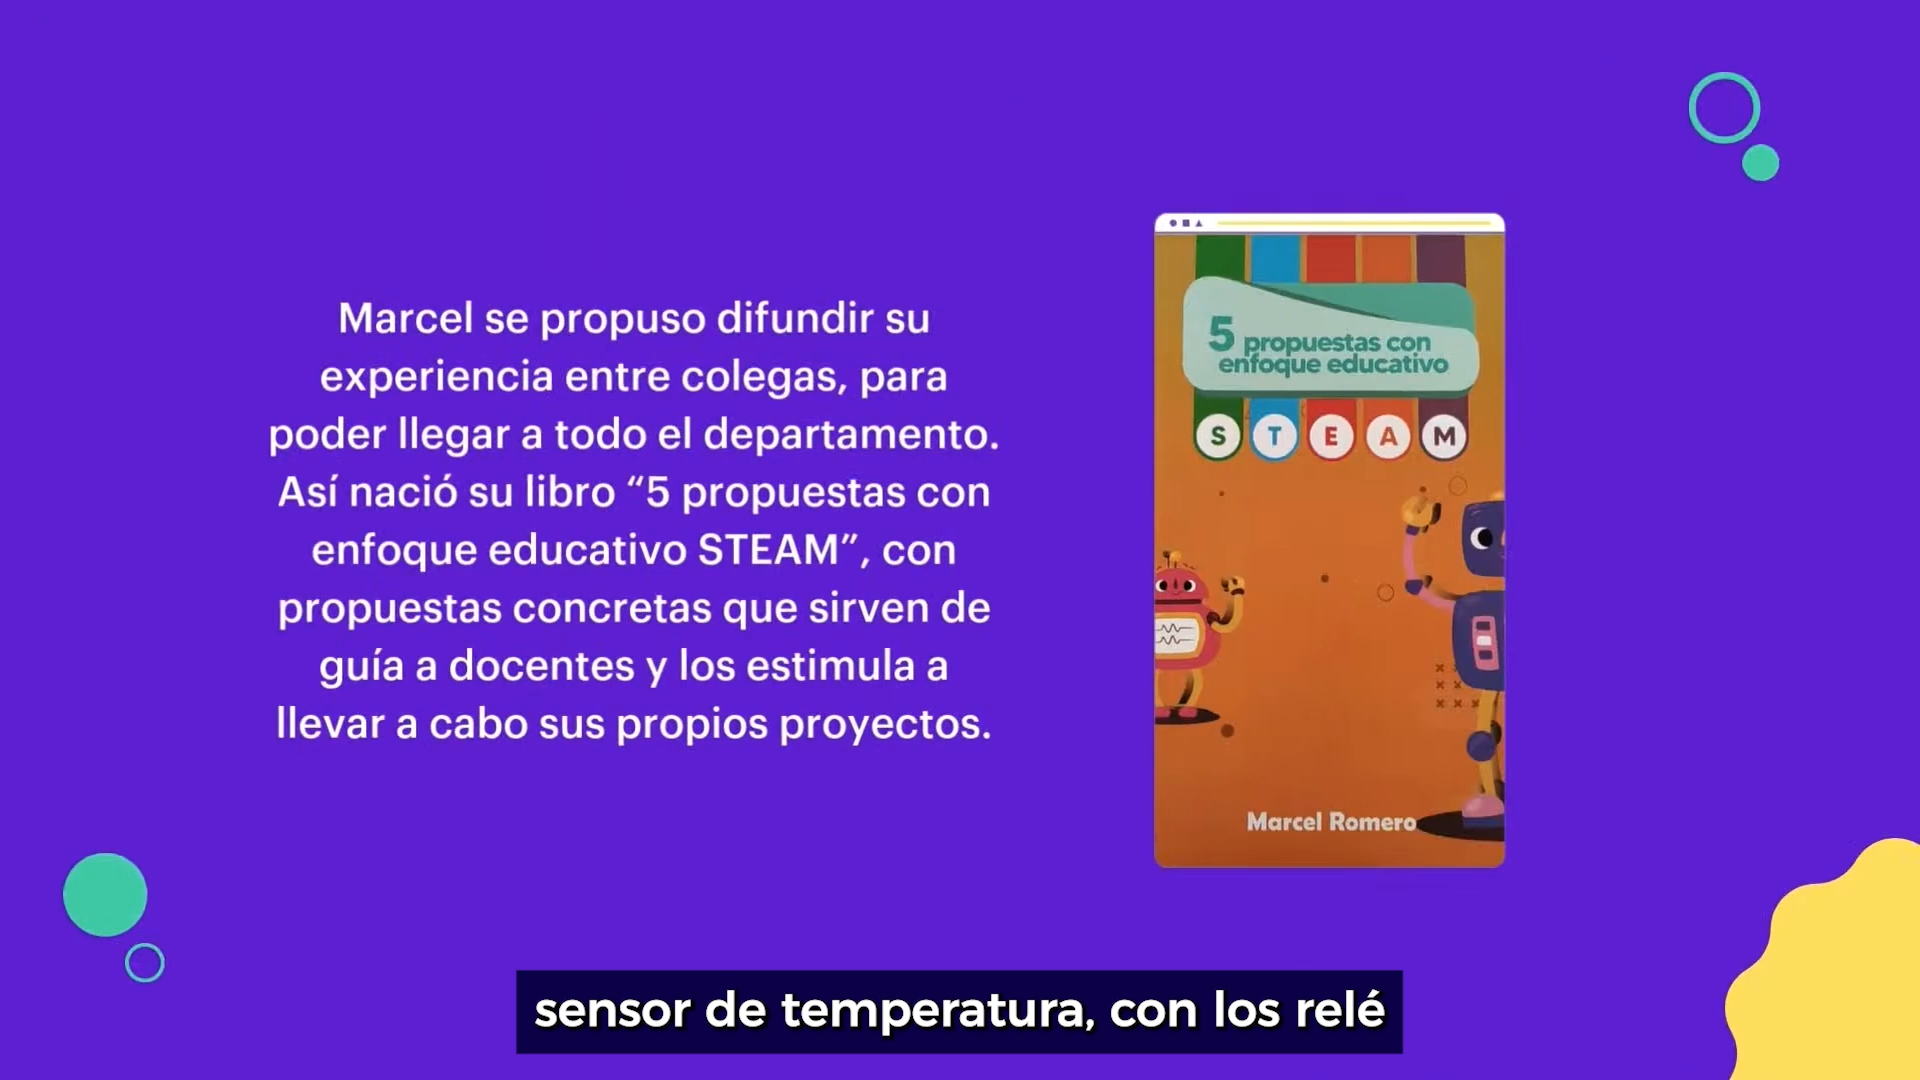 Marcel se propuso difundir su
experiencia entre colegas, para
poder llegar a todo el departamento.
Así nació su libro “5 propuestas con
enfoque educativo STEAM”, con
propuestas concretas que sirven de
guía a docentes y los estimula a
llevar a cabo sus propios proyectos.
5 propuestas con
enfoque educativo
S T E A M
Marcel Romero
sensor de temperatura, con los relé